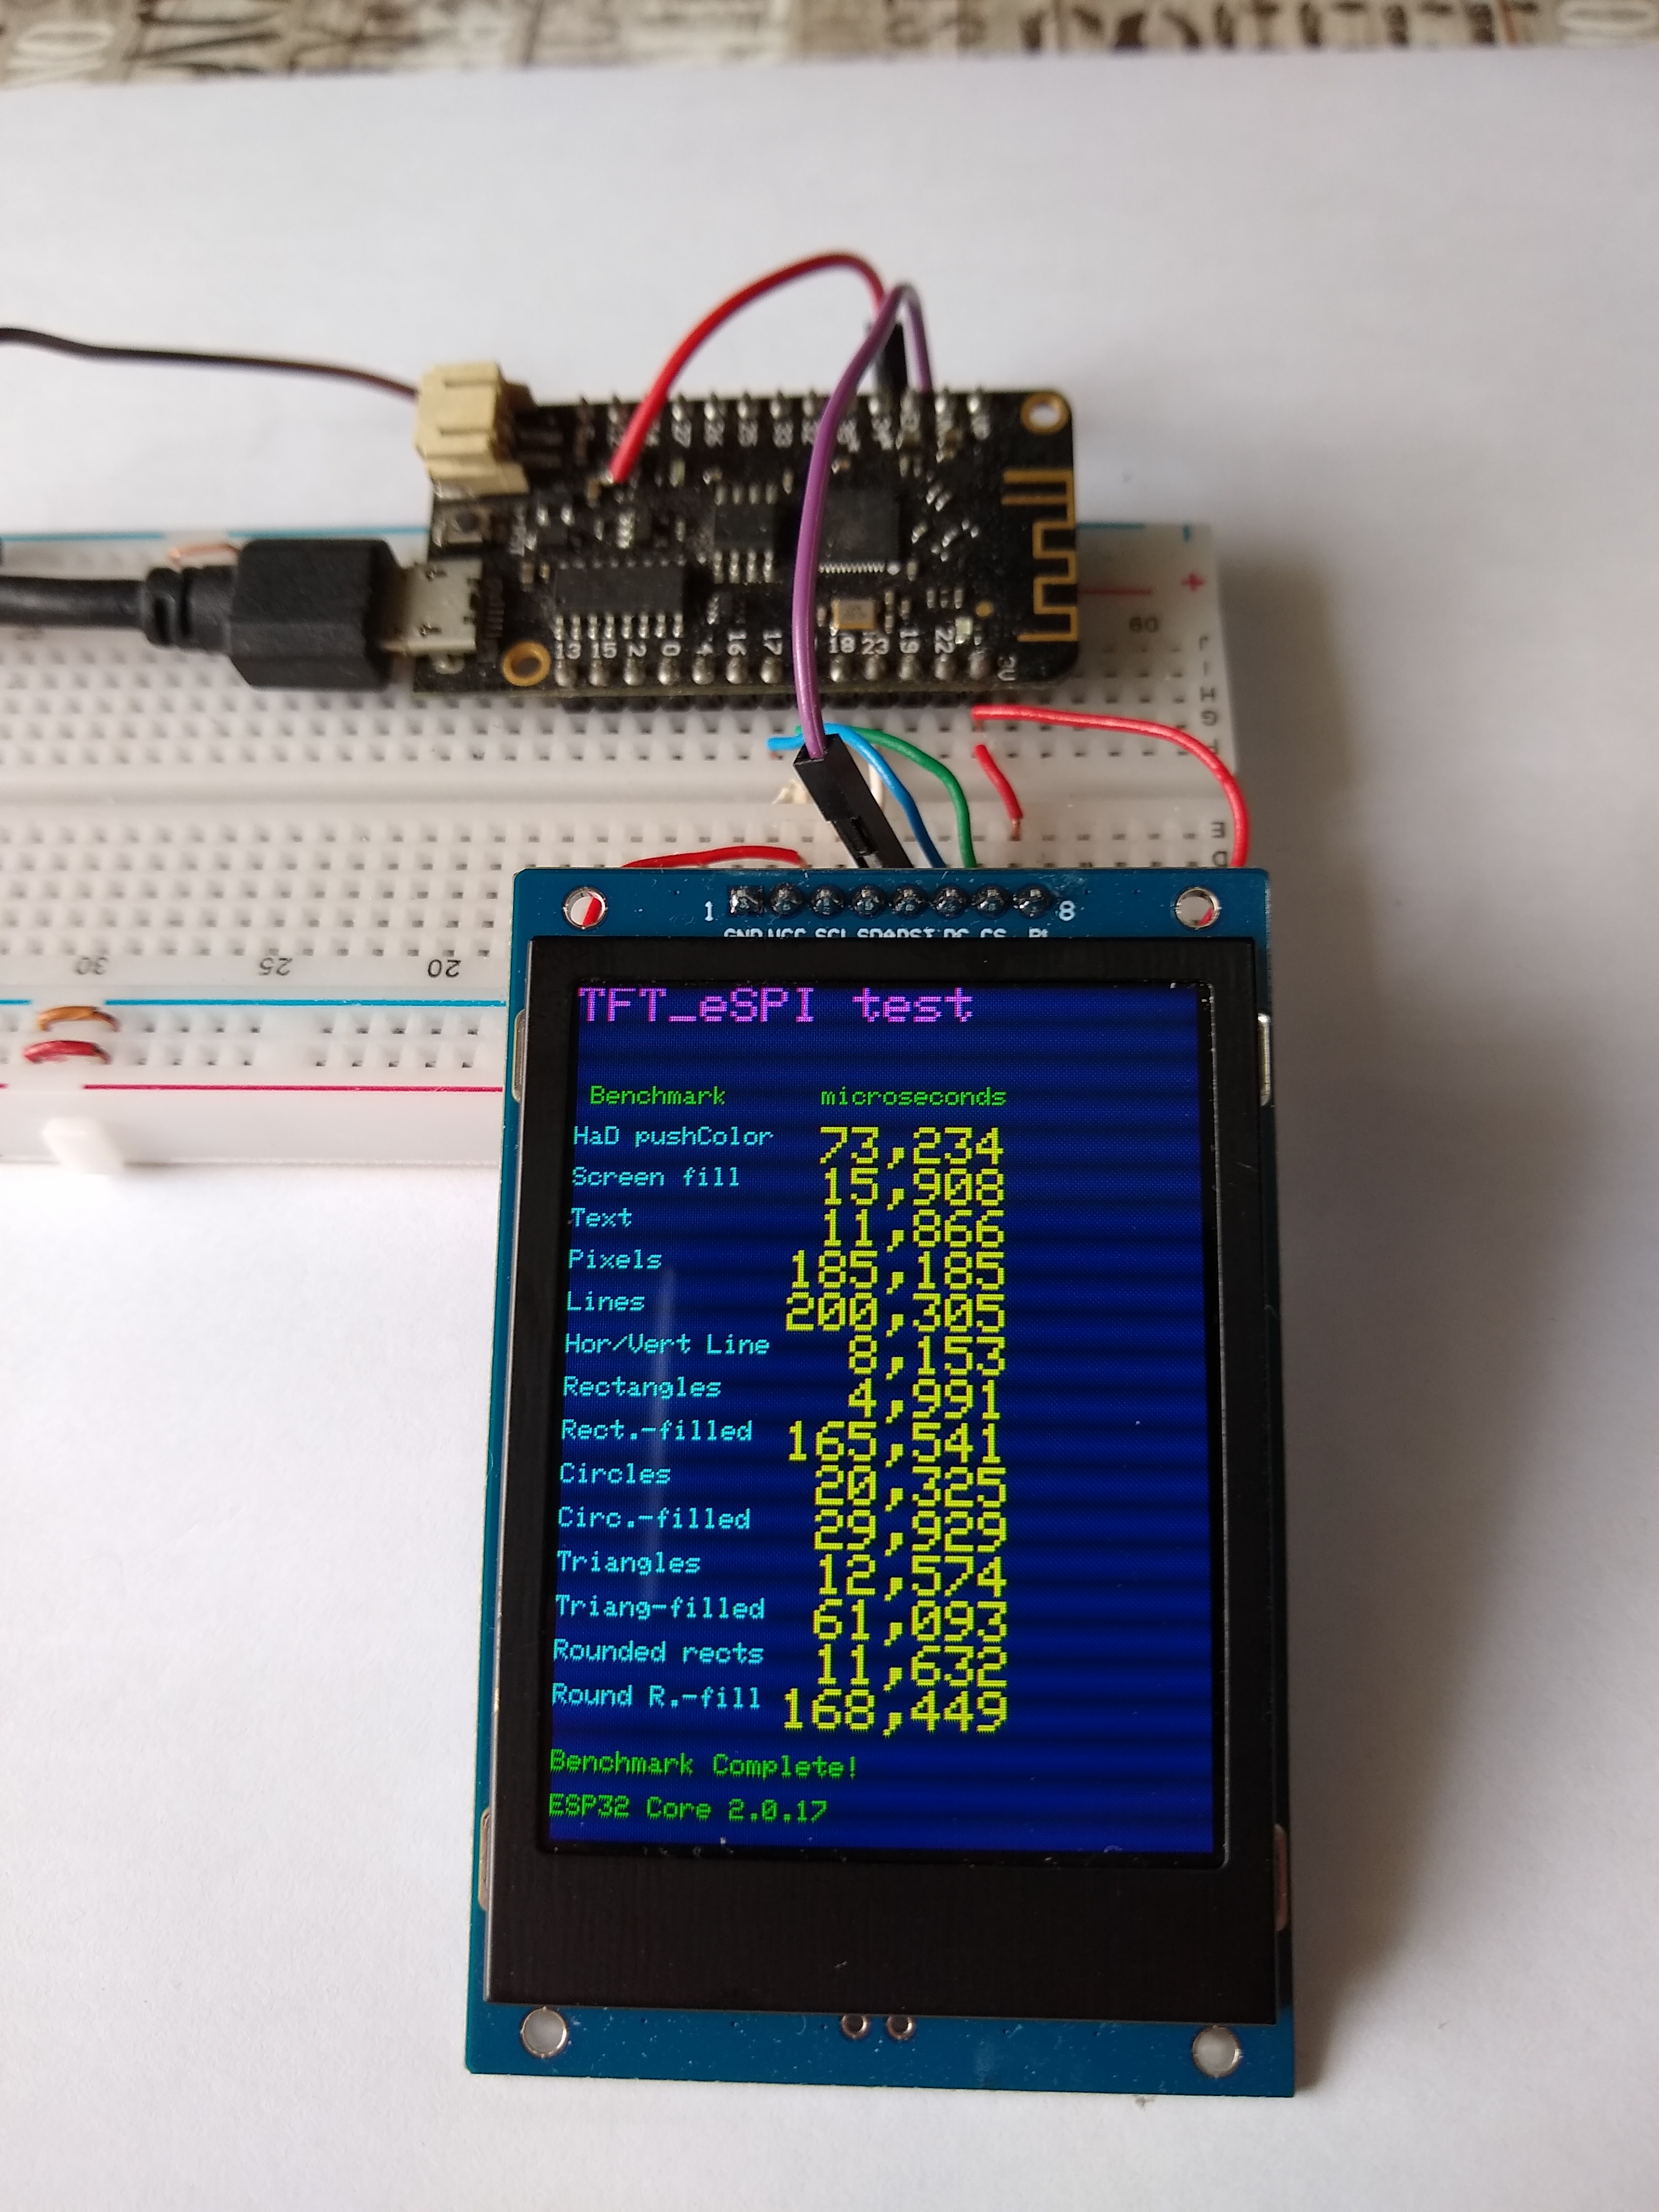 13 15 2 0 4 16 17 18 23 19 22
60
J
I
H
G
E
D
30 25 20
1 8
GND VCC SCL SDA RST DC CS BL
TFT_eSPI test
Benchmark microseconds
HaD pushColor 73,234
Screen fill 15,908
Text 11,866
Pixels 185,185
Lines 200,305
Hor/Vert Line 8,153
Rectangles 4,991
Rect.-filled 165,541
Circles 20,325
Circ.-filled 29,929
Triangles 12,574
Triang-filled 61,093
Rounded rects 11,632
Round R.-fill 168,449
Benchmark Complete!
ESP32 Core 2.0.17